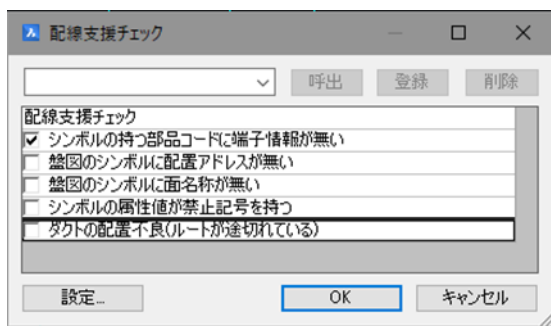 配線支援チェック
呼出 登録 削除
配線支援チェック
シンボルの持つ部品コードに端子情報が無い
盤図のシンボルに配置アドレスが無い
盤図のシンボルに面名称が無い
シンボルの属性値が禁止記号を持つ
ダクトの配置不良(ルートが途切れている)
設定... OK キャンセル